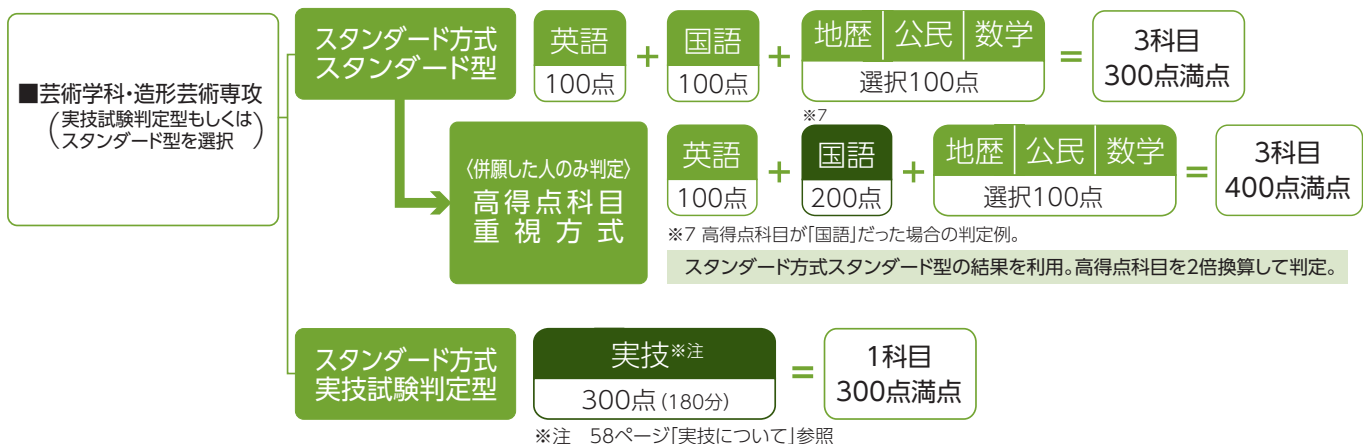 ■芸術学科・造形芸術専攻
(実技試験判定型もしくは
スタンダード型を選択)
スタンダード方式
スタンダード型
英語
100点
+
国語
100点
+
地歴 公民 数学
選択100点
=
3科目
300点満点
〈併願した人のみ判定〉
高得点科目
重視方式
英語
100点
+
※7
国語
200点
+
地歴 公民 数学
選択100点
=
3科目
400点満点
※7 高得点科目が「国語」だった場合の判定例。
スタンダード方式スタンダード型の結果を利用。高得点科目を2倍換算して判定。
スタンダード方式
実技試験判定型
実技※注
300点(180分)
=
1科目
300点満点
※注 58ページ「実技について」参照